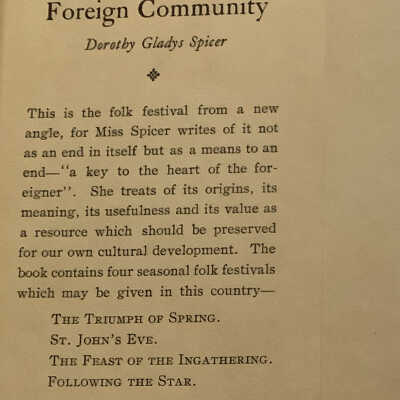 Foreign Community
Dorothy Gladys Spicer
This is the folk festival from a new
angle, for Miss Spicer writes of it not
as an end in itself but as a means to an
end—"a key to the heart of the for-
eigner". She treats of its origins, its
meaning, its usefulness and its value as
a resource which should be preserved
for our own cultural development. The
book contains four seasonal folk festivals
which may be given in this country—
THE TRIUMPH OF SPRING.
ST. JOHN'S EVE.
THE FEAST OF THE INGATHERING.
FOLLOWING THE STAR.